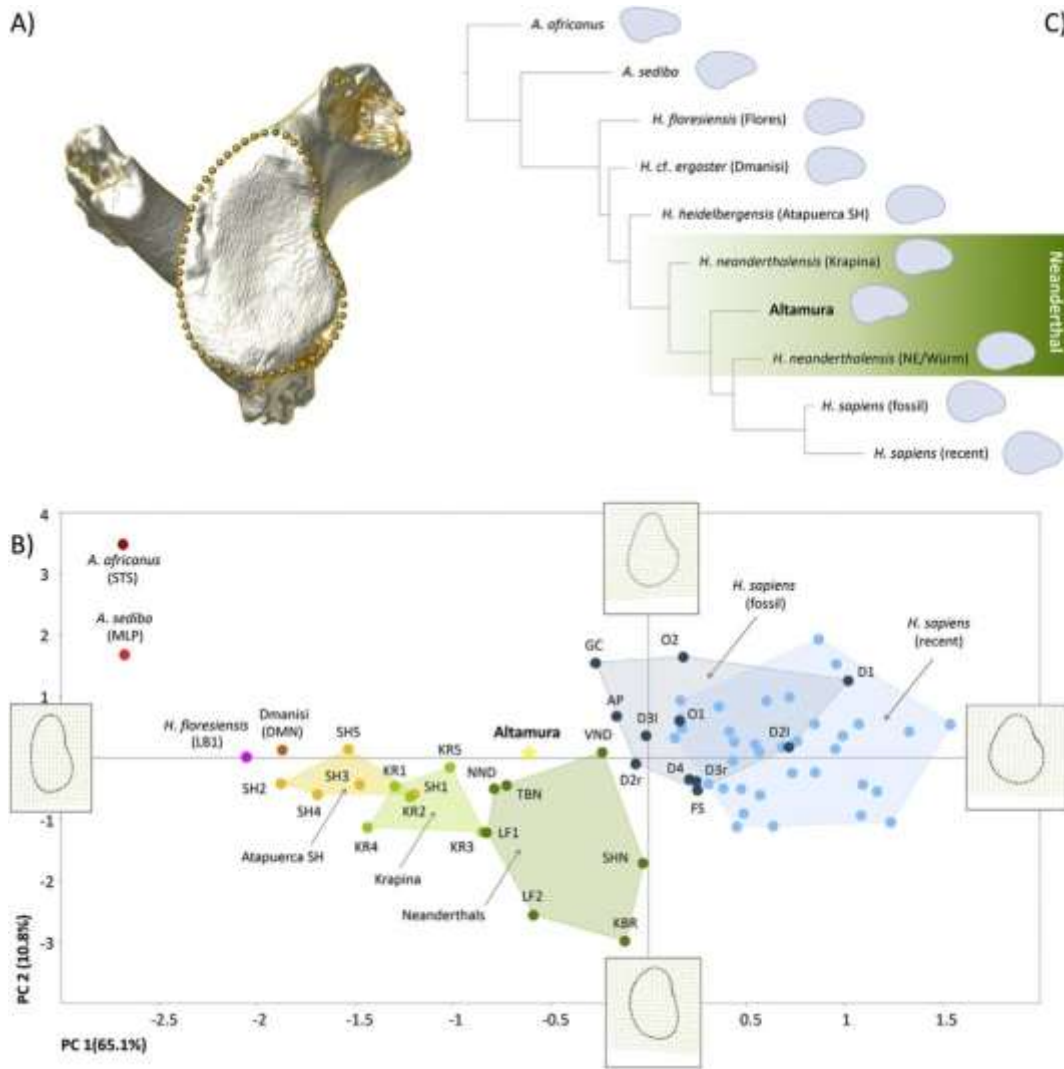 A)
C)
A. africanus
A. sediba
H. floresiensis (Flores)
H. cf. ergaster (Dmanisi)
H. heidelbergensis (Atapuerca SH)
H. neanderthalensis (Krapina)
Altamura
H. neanderthalensis (NE/Würm)
H. sapiens (fossil)
H. sapiens (recent)
Neanderthal
B)
4
3
2
1
-1
-2
-3
PC 2 (10.8%)
A. africanus
(STS)
A. sediba
(MLP)
H. floresiensis
(LB1)
Dmanisi
(DMN)
SH5
SH2
SH3
SH4
SH1
Atapuerca SH
KR1
KR5
KR2
KR4
KR3
Krapina
NND
TBN
LF1
LF2
Neanderthals
Altamura
VND
SHN
KBR
H. sapiens
(fossil)
H. sapiens
(recent)
GC
O2
D1
AP
D3l
O1
D2l
D2r
D4
D3r
FS
-2.5
-2
-1.5
-1
-0.5
0.5
1
1.5
PC 1(65.1%)